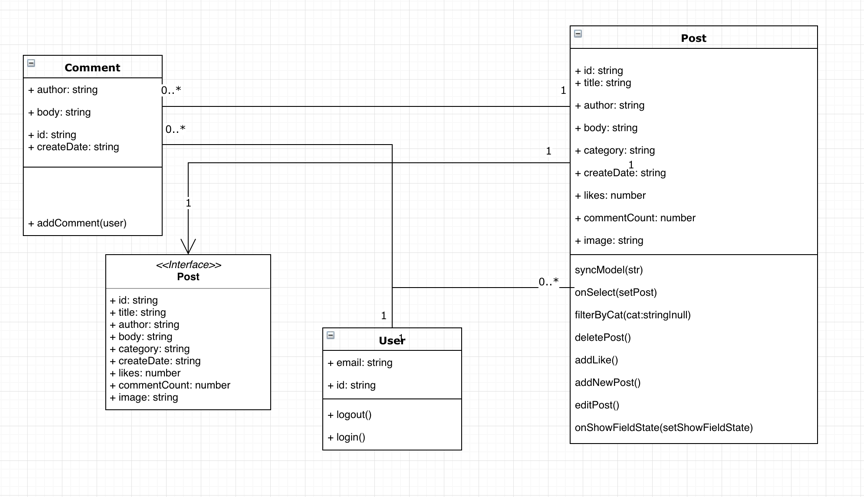 Comment
+ author: string
+ body: string
+ id: string
+ createDate: string
+ addComment(user)
0..*
1
0..*
1
1
Post
+ id: string
+ title: string
+ author: string
+ body: string
+ category: string
1
+ createDate: string
+ likes: number
+ commentCount: number
+ image: string
syncModel(str)
onSelect(setPost)
filterByCat(cat:string|null)
deletePost()
addLike()
addNewPost()
editPost()
onShowFieldState(setShowFieldState)
<<Interface>>
Post
+ id: string
+ title: string
+ author: string
+ body: string
+ category: string
+ createDate: string
+ likes: number
+ commentCount: number
+ image: string
0..*
1
1
User
+ email: string
+ id: string
+ logout()
+ login()